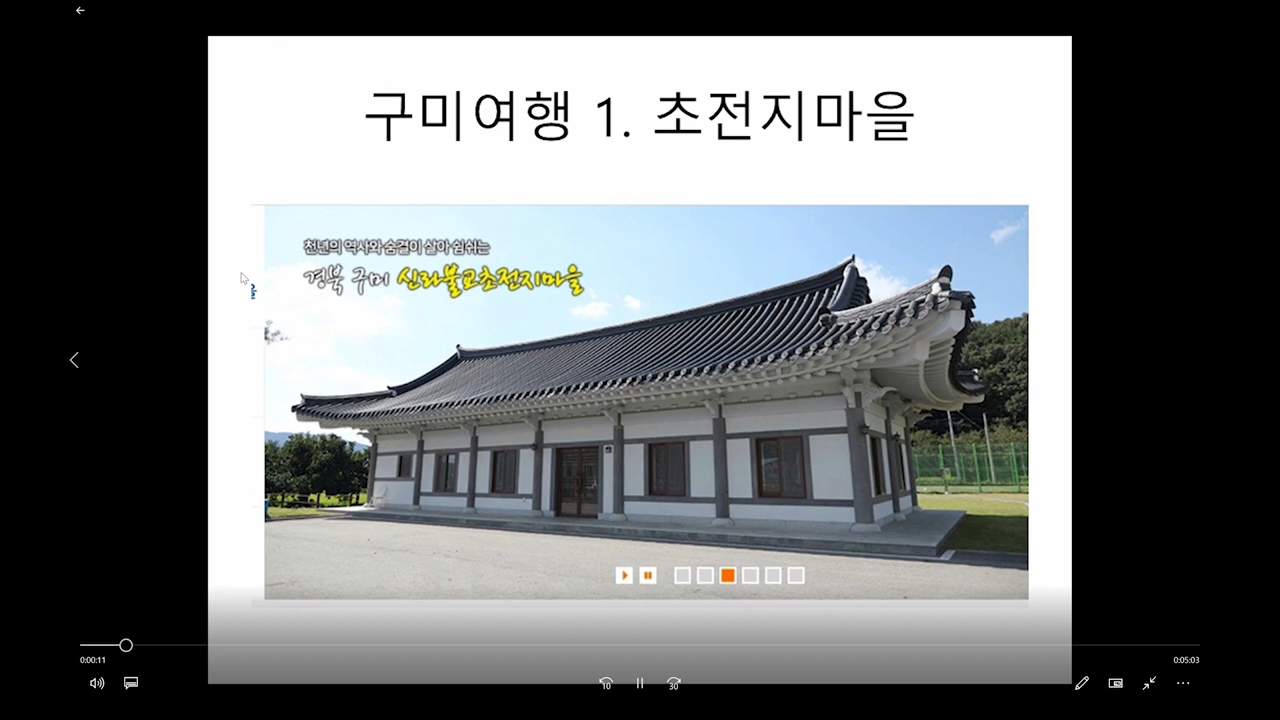 구미여행 1. 초전지마을
천년의 역사와 숨결이 살아 쉼쉬는
경북 구미 신라불교초전지마을
0:00:11
0:05:03
10
30